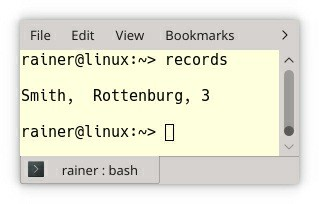 File Edit View Bookmarks >
rainer@linux:~> records
Smith,  Rottenburg, 3
rainer@linux:~>
rainer : bash